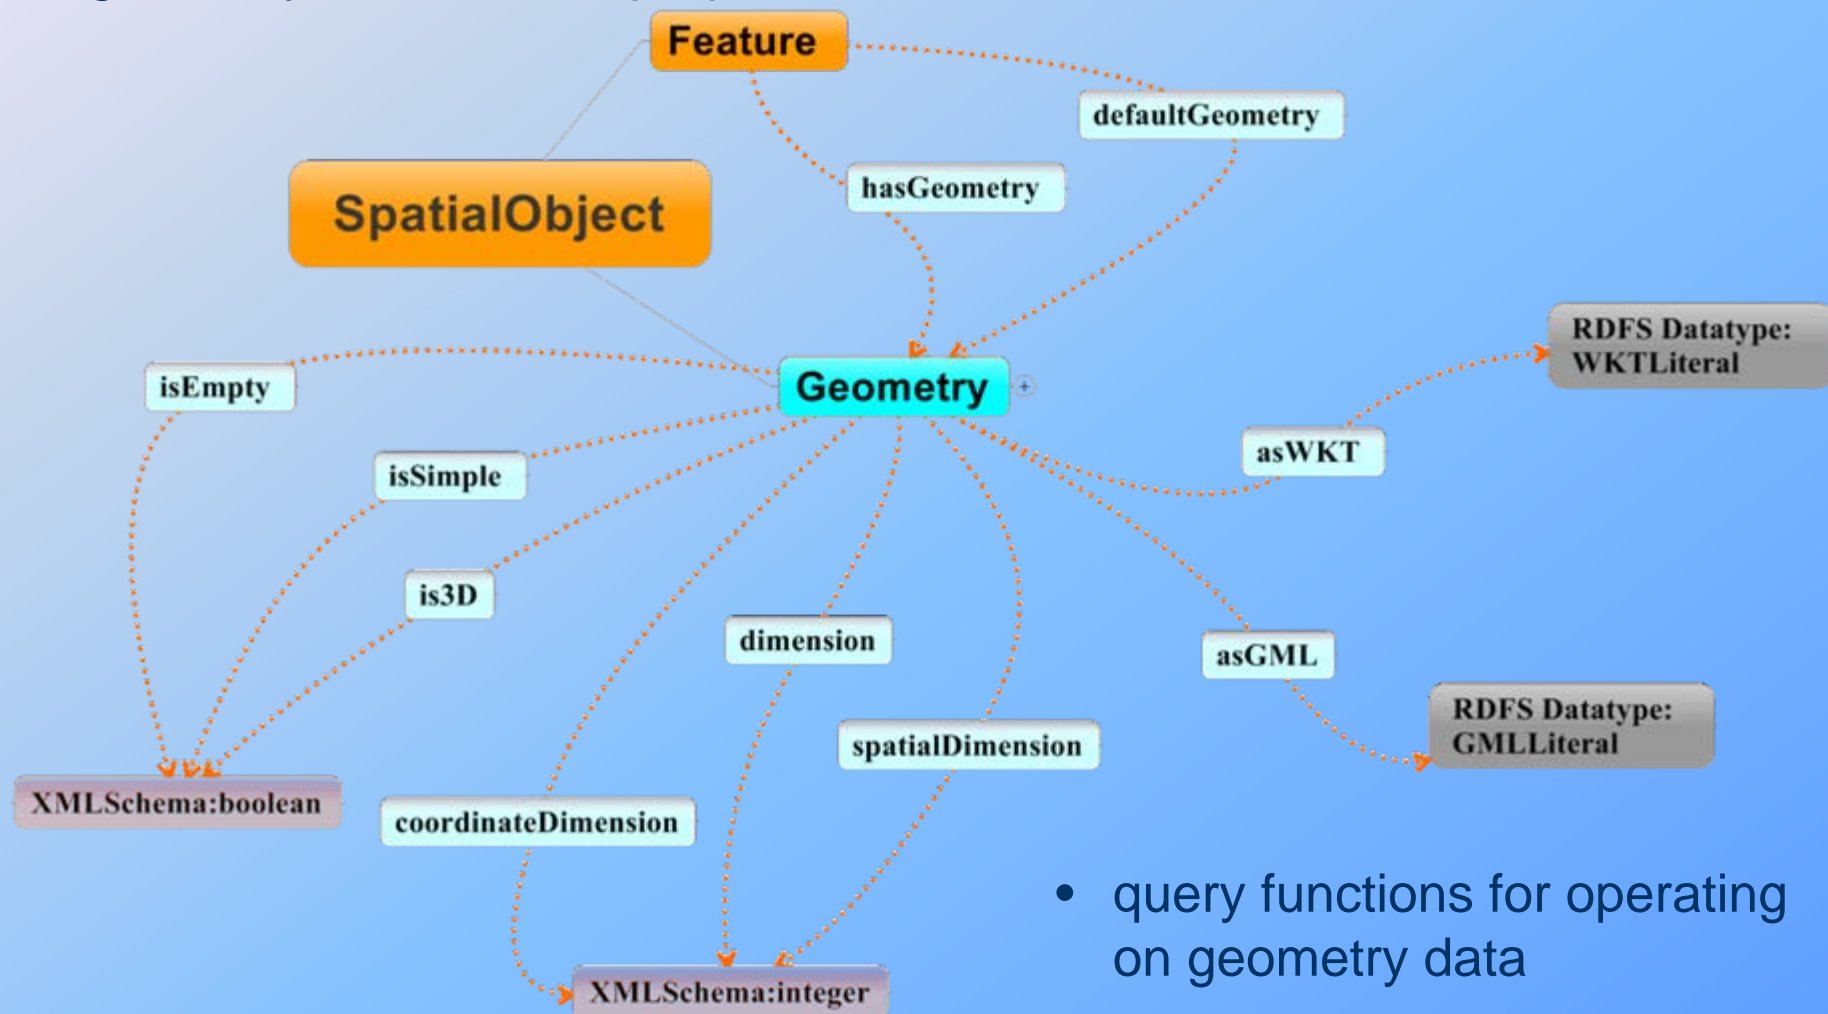 Feature
defaultGeometry
hasGeometry
SpatialObject
RDFS Datatype:
WKTLiteral
isEmpty
Geometry
asWKT
isSimple
is3D
dimension
asGML
RDFS Datatype:
GMLLiteral
spatialDimension
XMLSchema:boolean
coordinateDimension
• query functions for operating
on geometry data
XMLSchema:integer